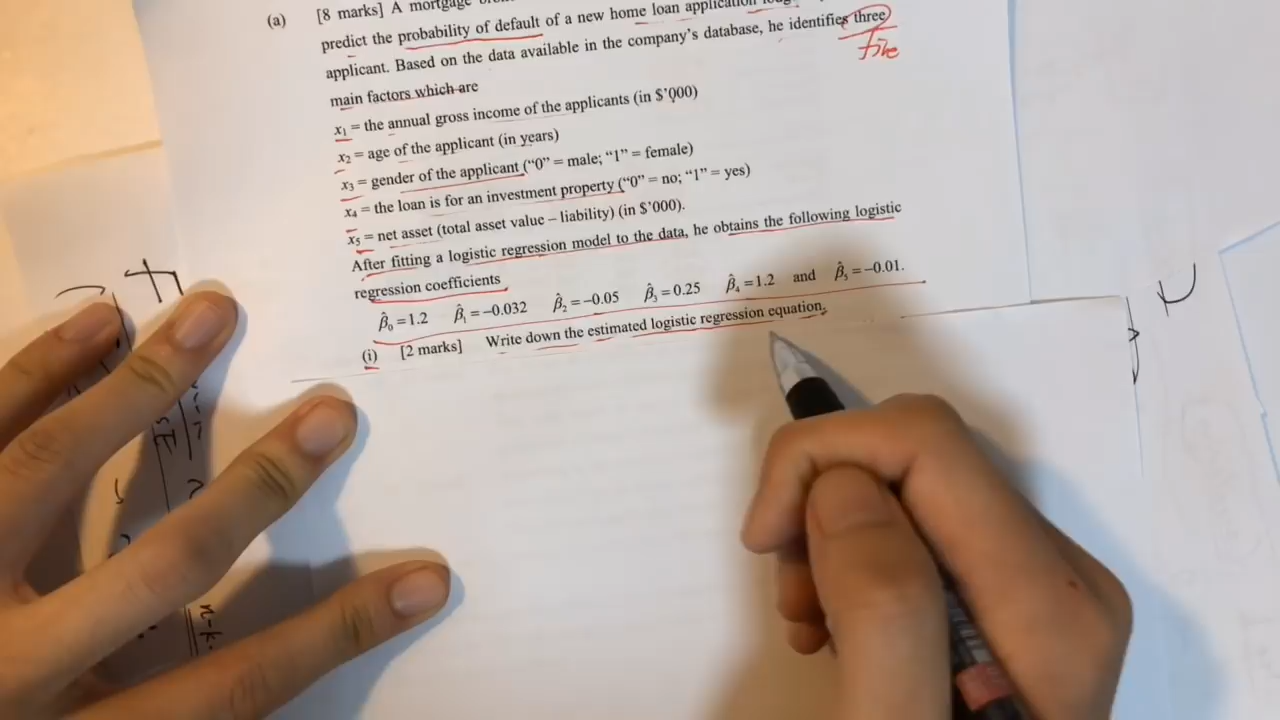 (a) [8 marks] A mortgage
predict the probability of default of a new home loan application
applicant. Based on the data available in the company's database, he identifies three
five
main factors which are
x₁ = the annual gross income of the applicants (in $'000)
x₂ = age of the applicant (in years)
x₃ = gender of the applicant ("0" = male; "1" = female)
x₄ = the loan is for an investment property ("0" = no; "1" = yes)
x₅ = net asset (total asset value – liability) (in $'000).
After fitting a logistic regression model to the data, he obtains the following logistic
regression coefficients
β̂₀ = 1.2 β̂₁ = −0.032 β̂₂ = −0.05 β̂₃ = 0.25 β̂₄ = 1.2 and β̂₅ = −0.01.
(i) [2 marks] Write down the estimated logistic regression equation.
n-k